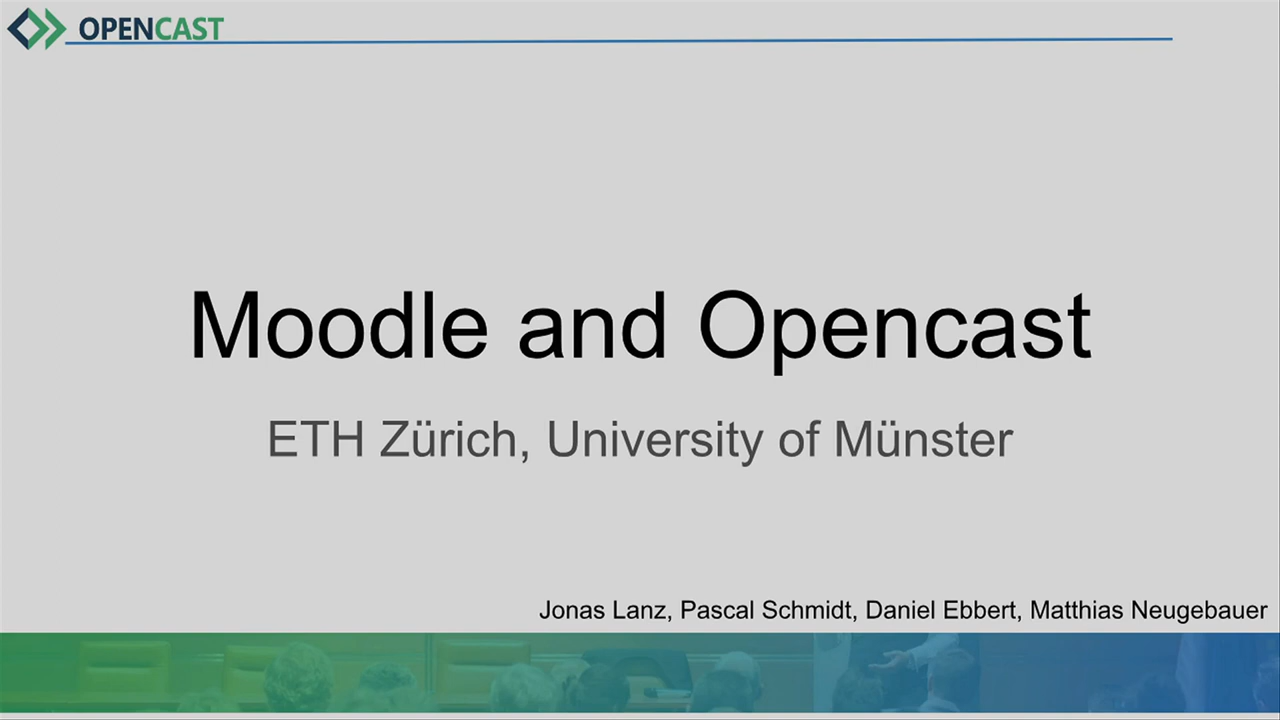 OPENCAST
Moodle and Opencast
ETH Zürich, University of Münster
Jonas Lanz, Pascal Schmidt, Daniel Ebbert, Matthias Neugebauer